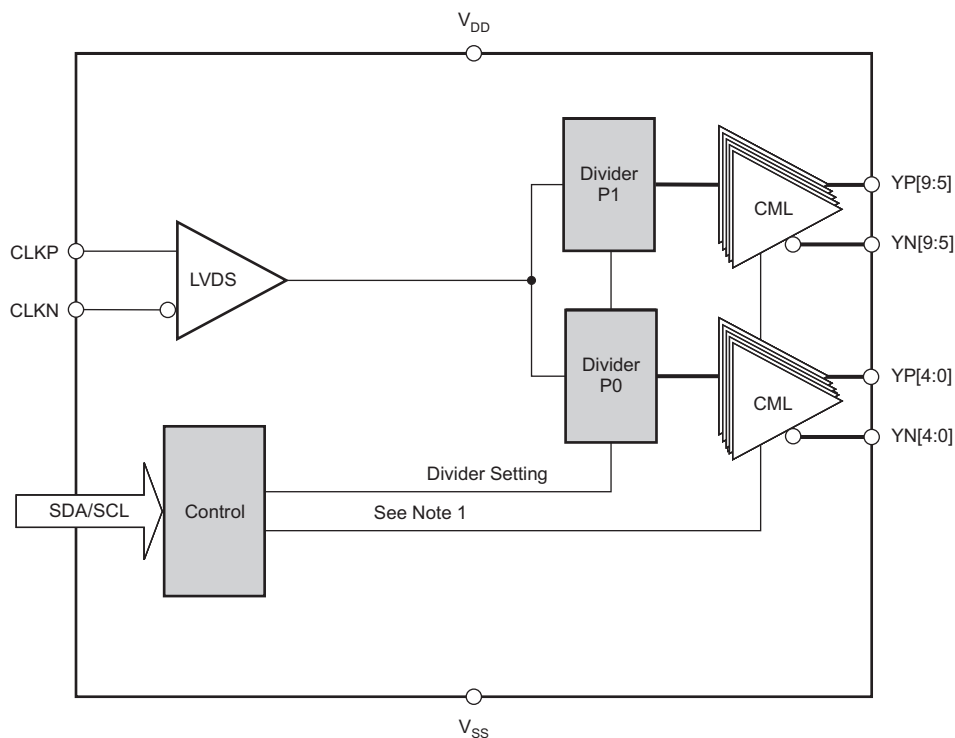 V_DD
Divider
P1
CML
YP[9:5]
YN[9:5]
CLKP
LVDS
CLKN
Divider
P0
CML
YP[4:0]
YN[4:0]
Divider Setting
SDA/SCL
Control
See Note 1
V_SS